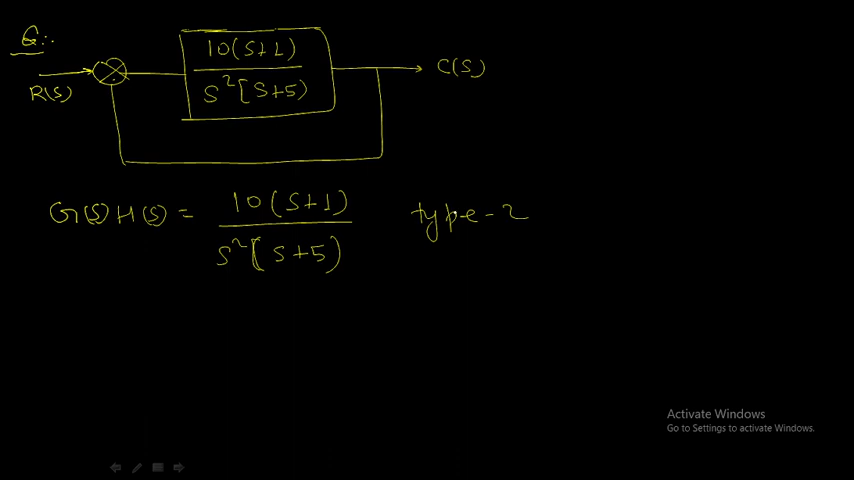 Q:-
10(S+1)
S²[S+5)
R(S)
C(S)
G(S)H(S) = 10(S+1) / S²(S+5) type-2
Activate Windows
Go to Settings to activate Windows.